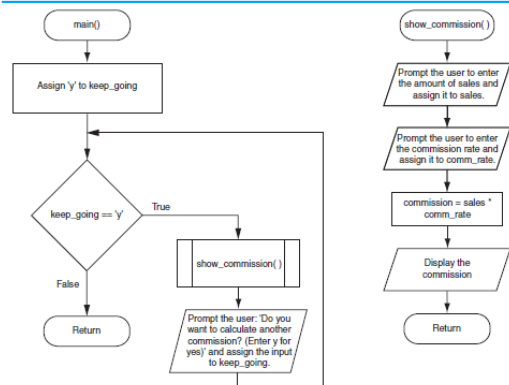 main()
Assign 'y' to keep_going
keep_going == 'y'
True
False
show_commission( )
Return
Prompt the user: 'Do you
want to calculate another
commission? (Enter y for
yes)' and assign the input
to keep_going.
show_commission( )
Prompt the user to enter
the amount of sales and
assign it to sales.
Prompt the user to enter
the commission rate and
assign it to comm_rate.
commission = sales *
comm_rate
Display the
commission
Return